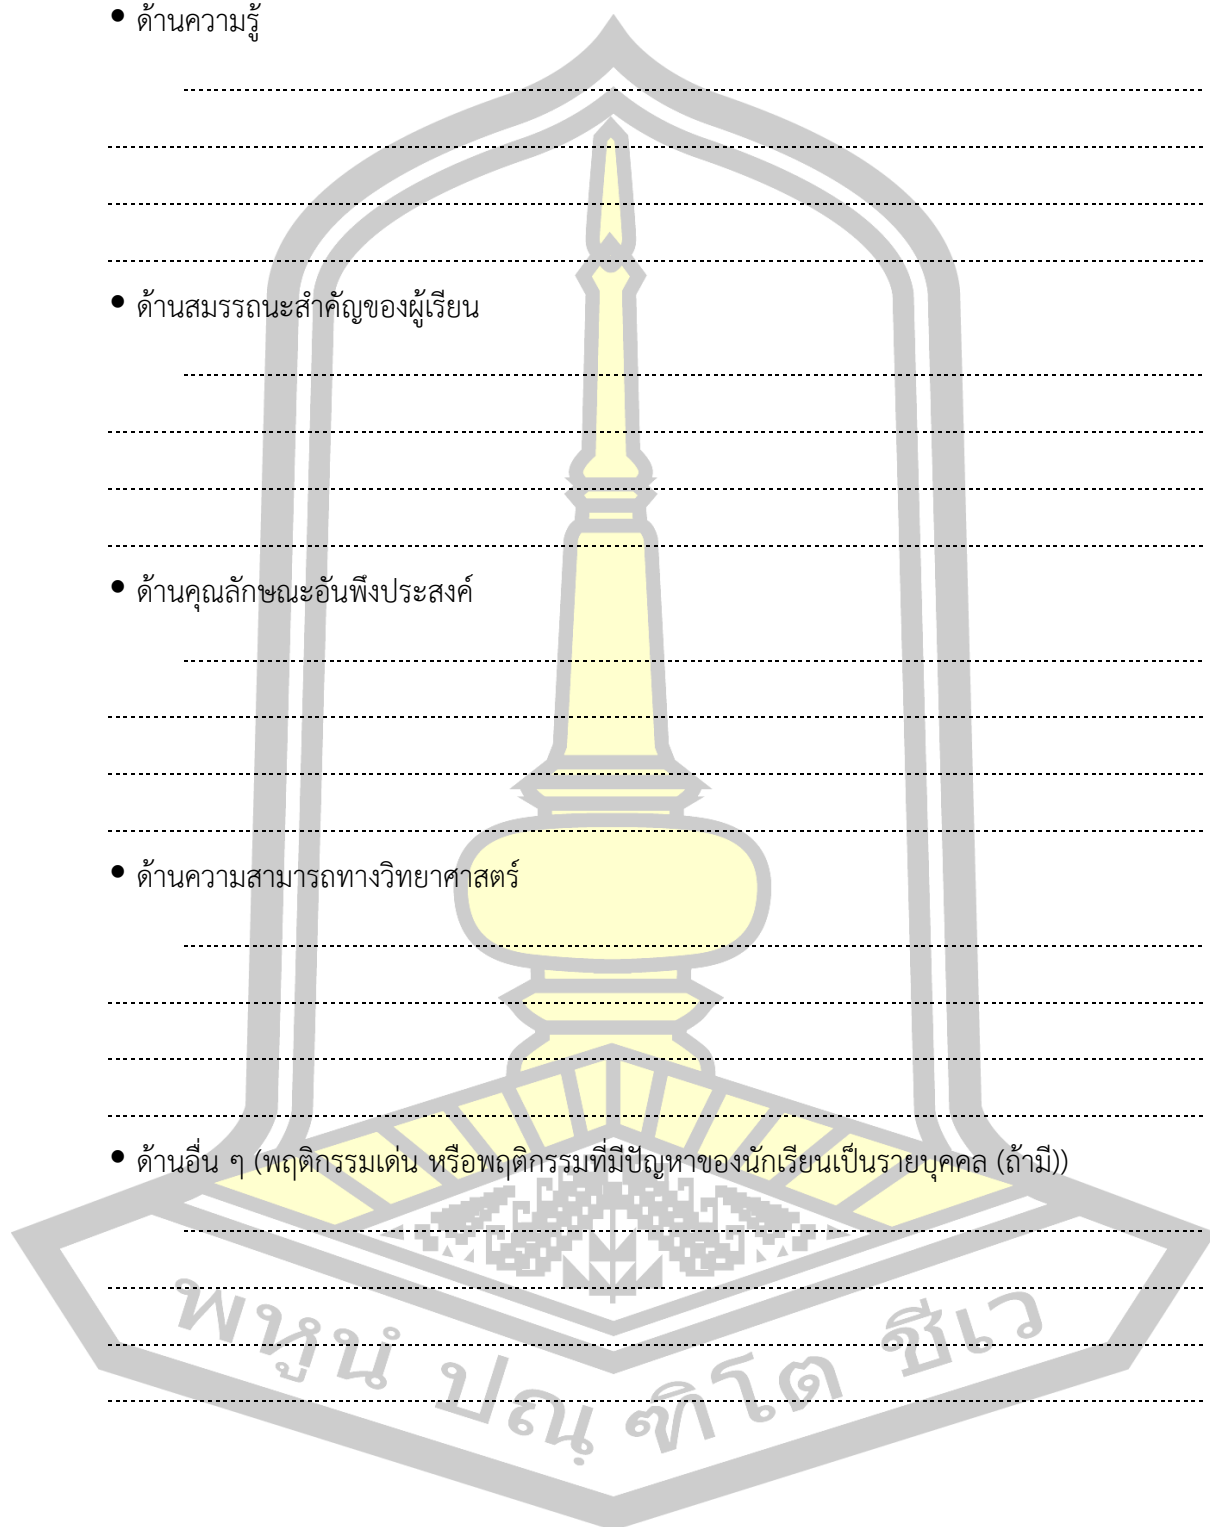 • ด้านความรู้
• ด้านสมรรถนะสำคัญของผู้เรียน
• ด้านคุณลักษณะอันพึงประสงค์
• ด้านความสามารถทางวิทยาศาสตร์
• ด้านอื่น ๆ (พฤติกรรมเด่น หรือพฤติกรรมที่มีปัญหาของนักเรียนเป็นรายบุคคล (ถ้ามี))
พหูนํ ปณฺฑิโต ชีเว